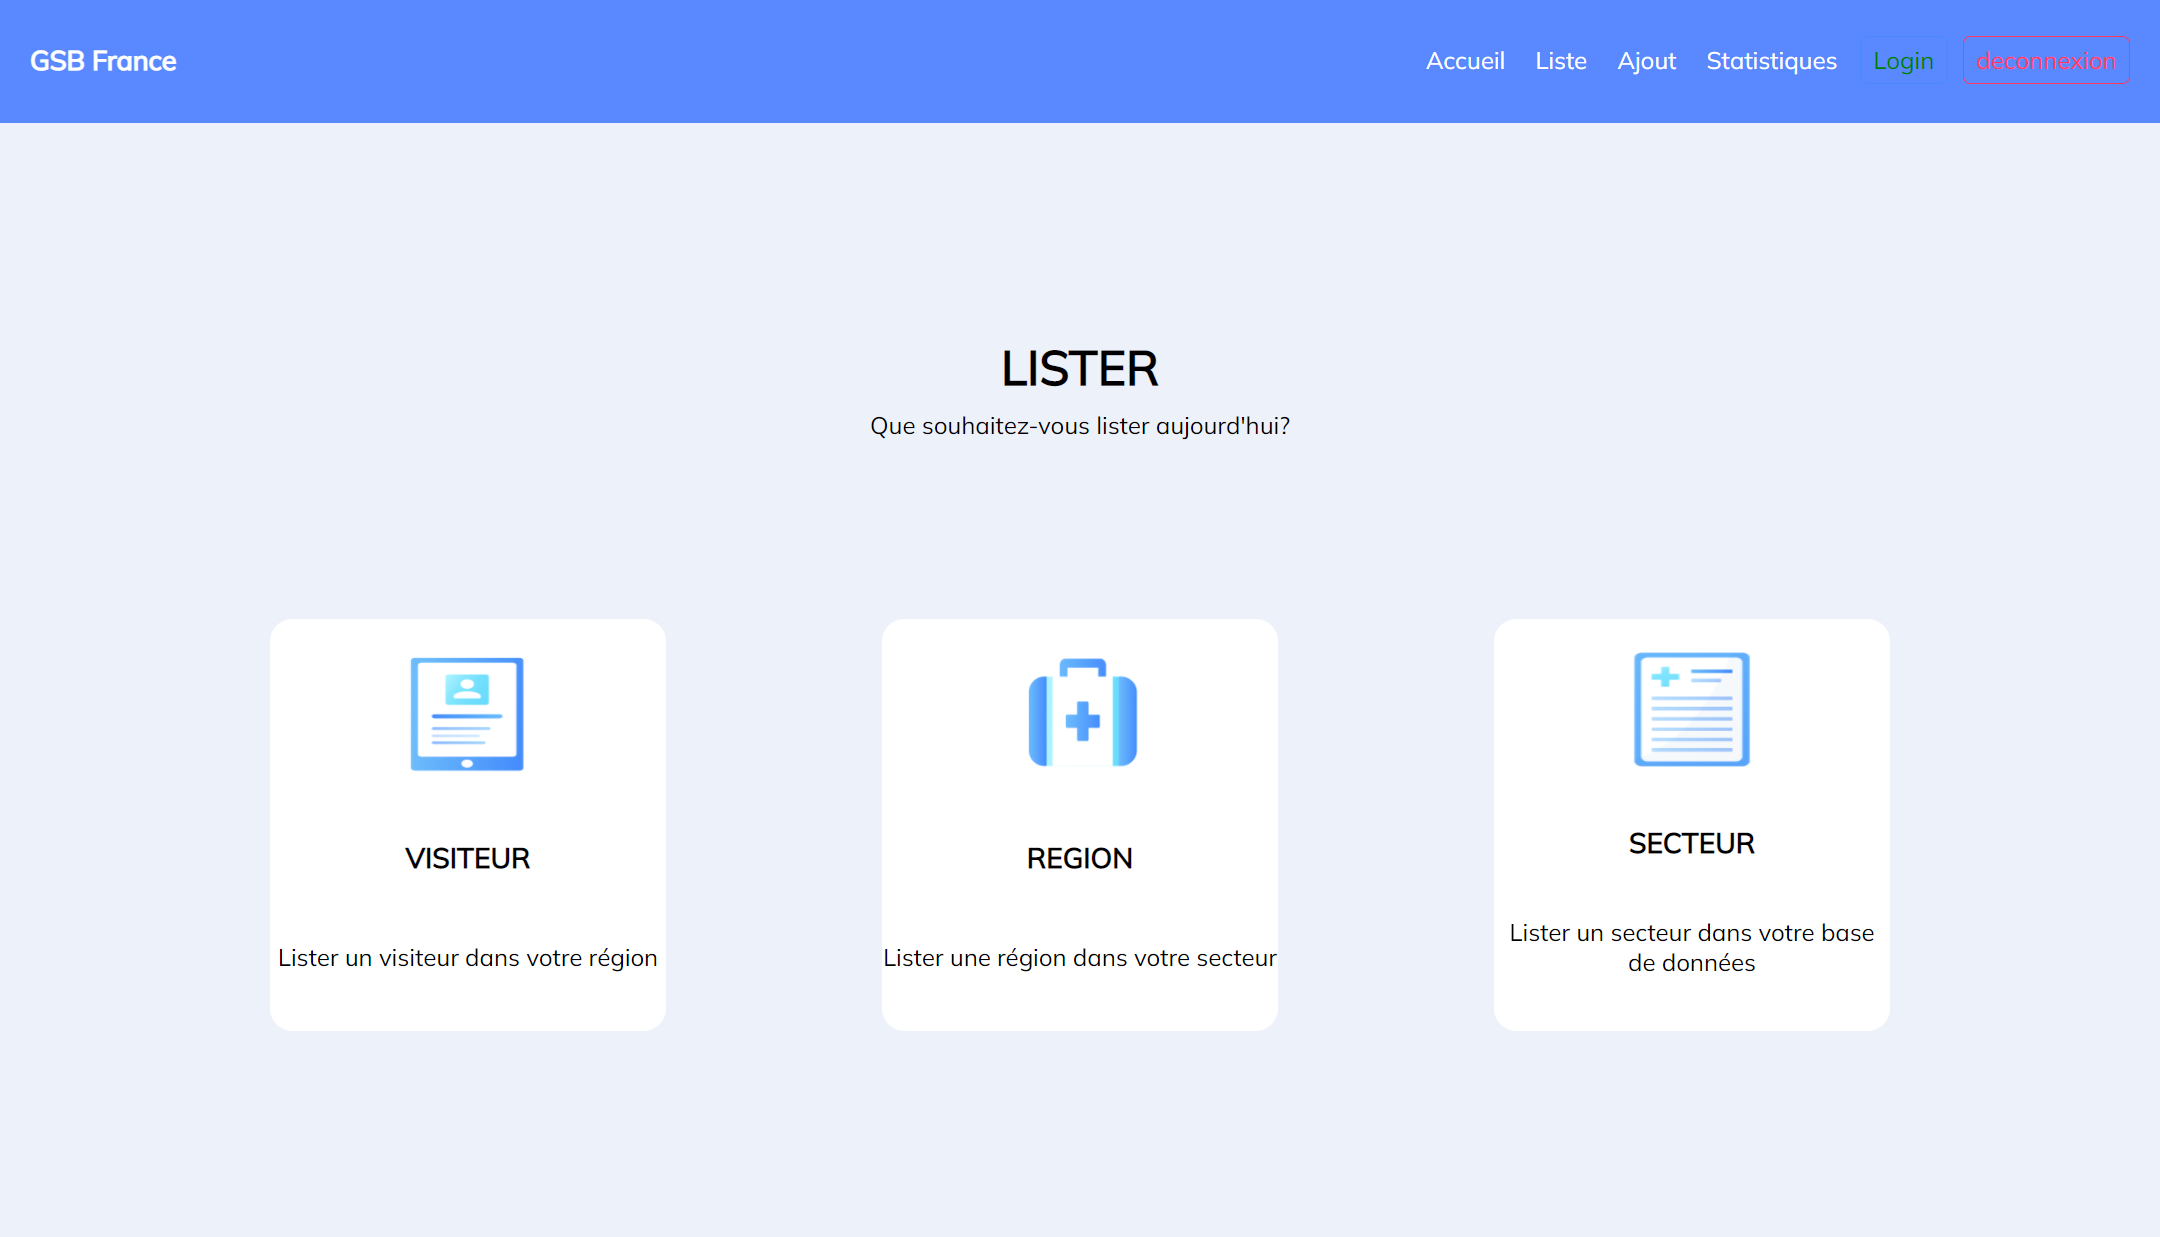 GSB France
Accueil Liste Ajout Statistiques Login deconnexion
LISTER
Que souhaitez-vous lister aujourd'hui?
VISITEUR
Lister un visiteur dans votre région
REGION
Lister une région dans votre secteur
SECTEUR
Lister un secteur dans votre base
de données